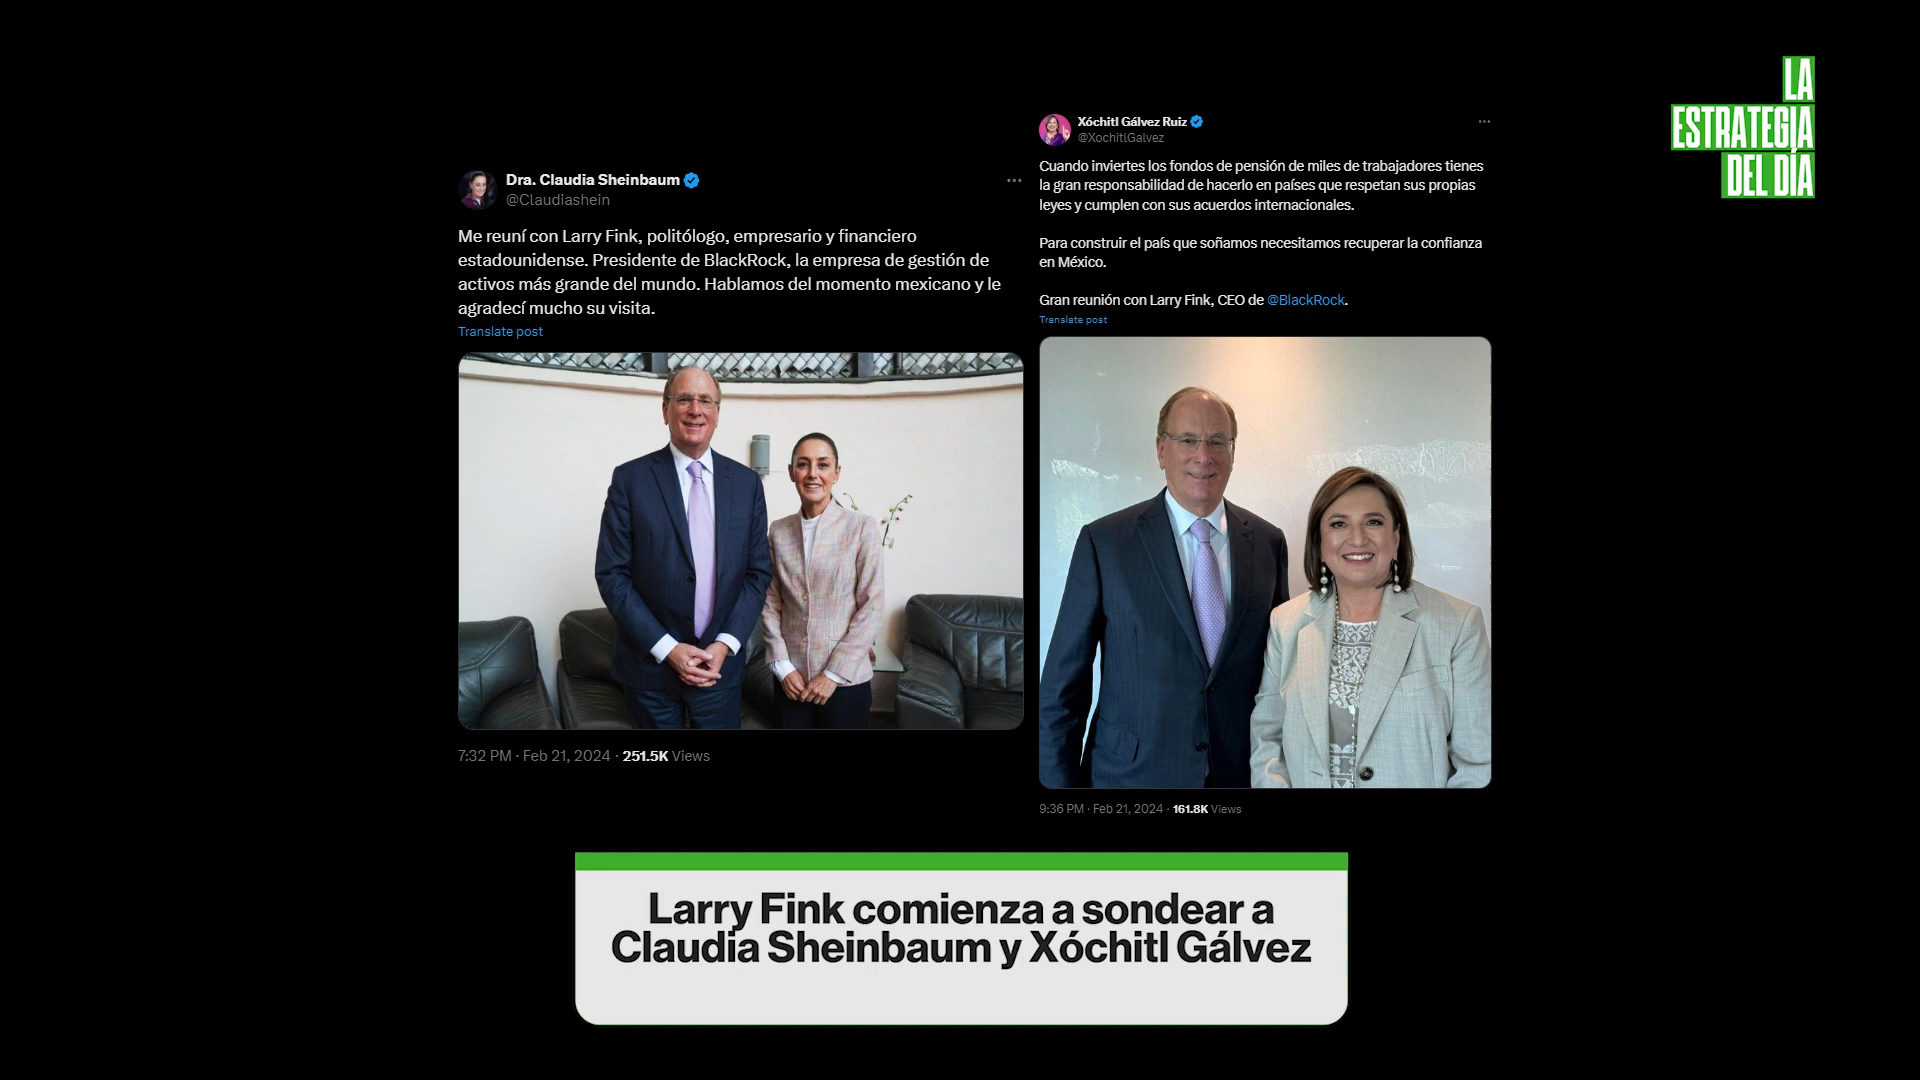 LA
ESTRATEGIA
DEL DÍA
Dra. Claudia Sheinbaum
@Claudiashein
Me reuní con Larry Fink, politólogo, empresario y financiero
estadounidense. Presidente de BlackRock, la empresa de gestión de
activos más grande del mundo. Hablamos del momento mexicano y le
agradecí mucho su visita.
Translate post
7:32 PM · Feb 21, 2024 · 251.5K Views
Xóchitl Gálvez Ruiz
@XochitlGalvez
Cuando inviertes los fondos de pensión de miles de trabajadores tienes
la gran responsabilidad de hacerlo en países que respetan sus propias
leyes y cumplen con sus acuerdos internacionales.
Para construir el país que soñamos necesitamos recuperar la confianza
en México.
Gran reunión con Larry Fink, CEO de @BlackRock.
Translate post
9:36 PM · Feb 21, 2024 · 161.8K Views
Larry Fink comienza a sondear a
Claudia Sheinbaum y Xóchitl Gálvez